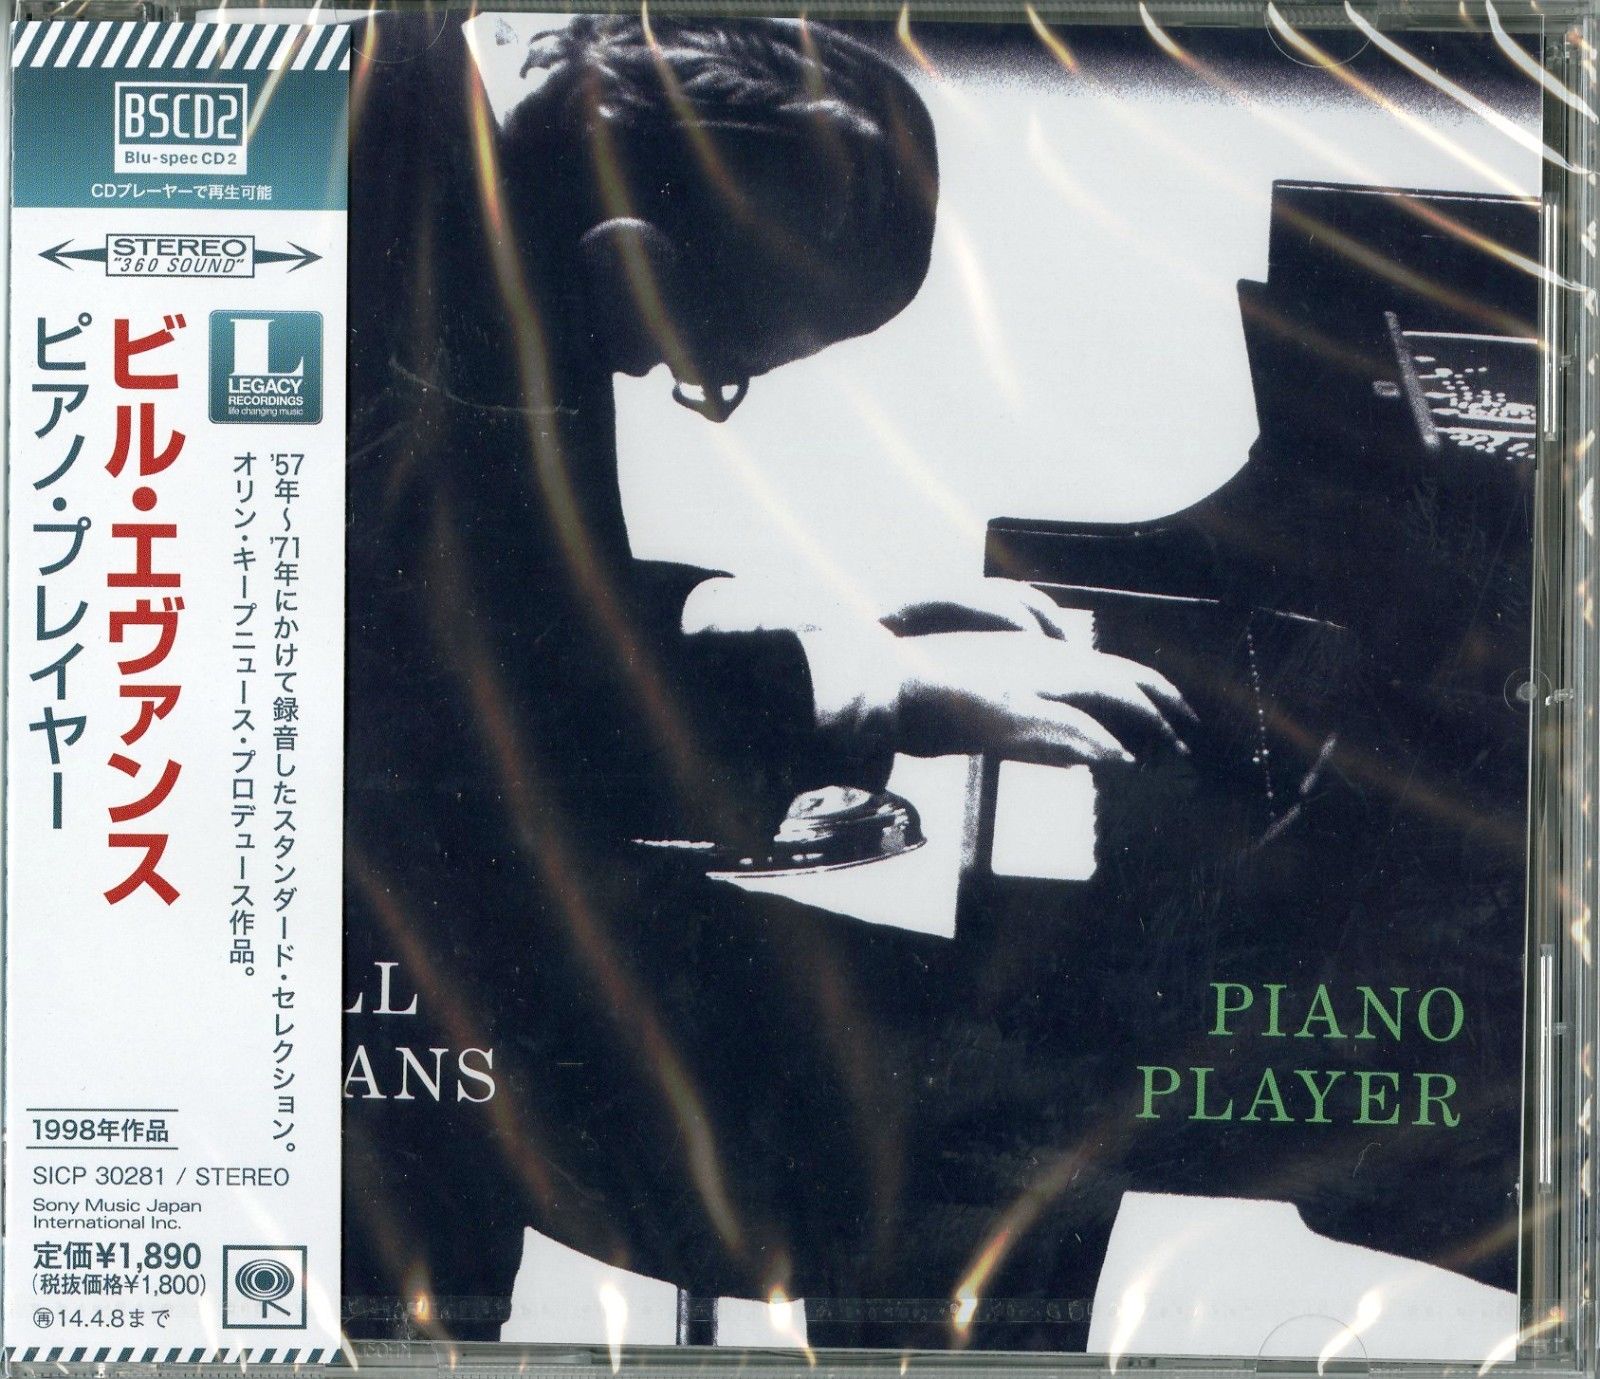 BSCD2
Blu-spec CD2
CDプレーヤーで再生可能
STEREO
"360 SOUND"
L
LEGACY
RECORDINGS
life changing music
ビル・エヴァンス
ピアノ・プレイヤー
'57年〜'71年にかけて録音したスタンダード・セレクション。
オリン・キープニュース・プロデュース作品。
1998年作品
SICP 30281 / STEREO
Sony Music Japan
International Inc.
定価¥1,890
(税抜価格¥1,800)
再14.4.8まで
LL
ANS
PIANO
PLAYER